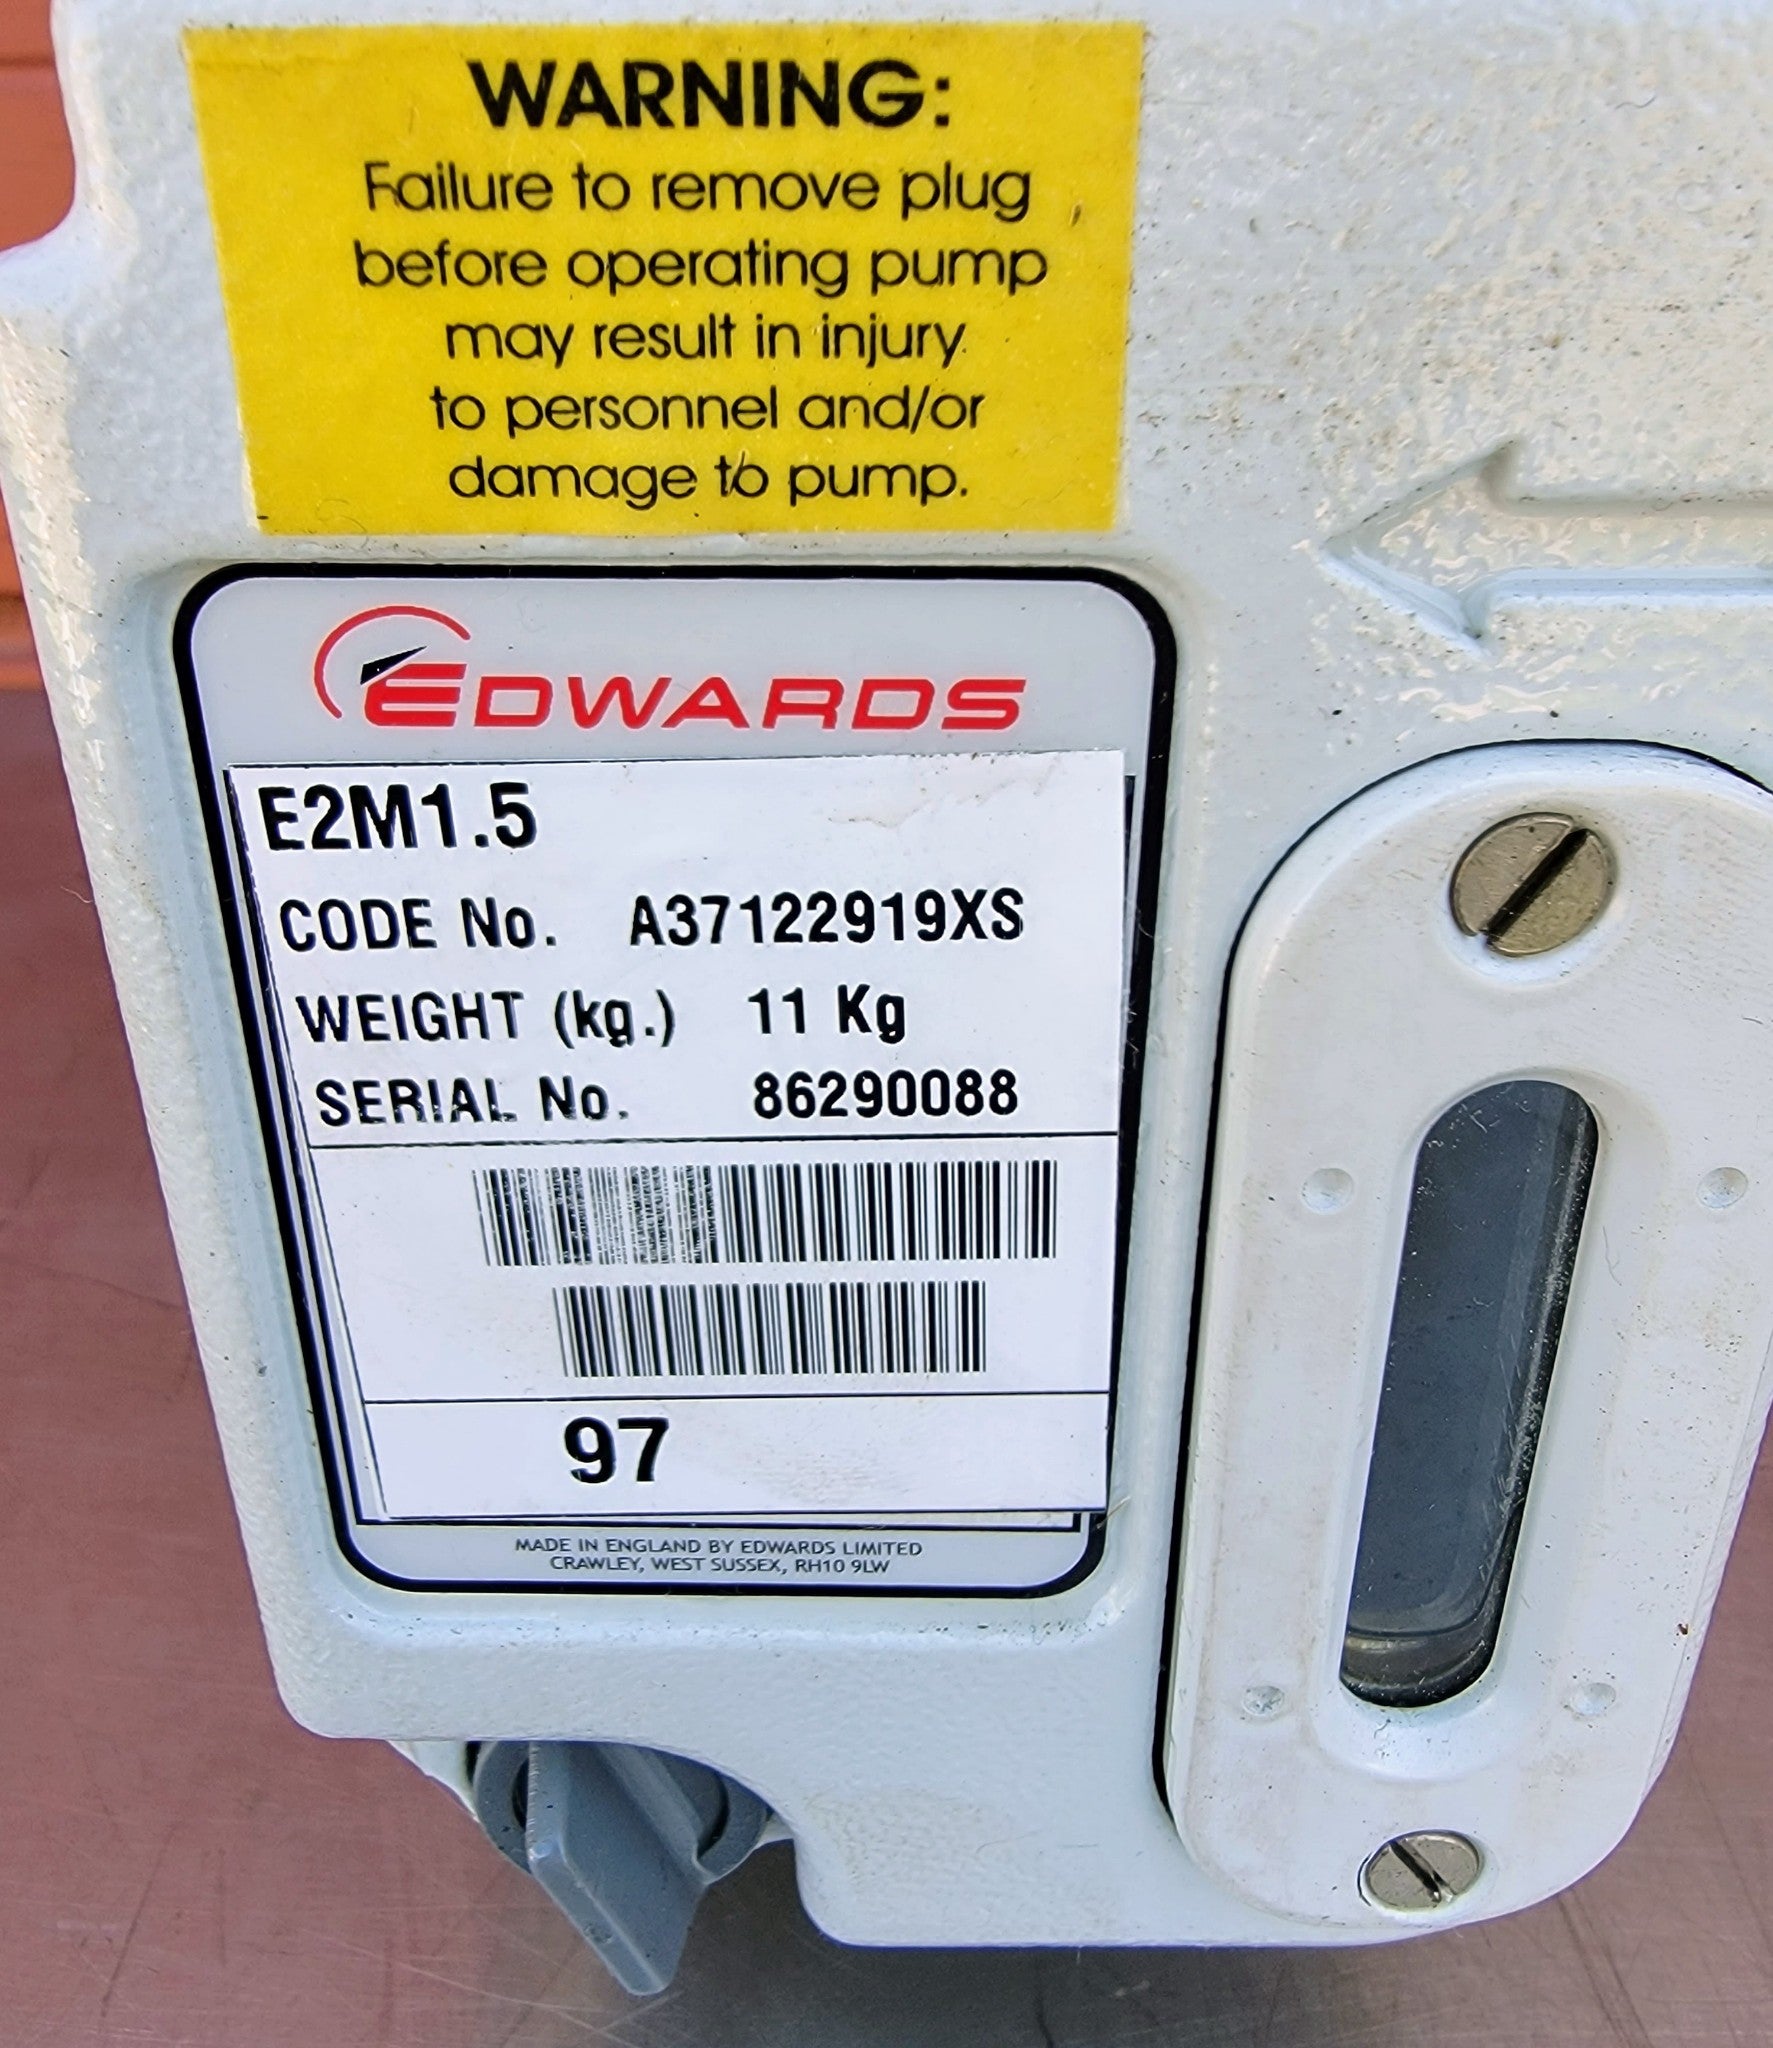 WARNING:
Failure to remove plug
before operating pump
may result in injury
to personnel and/or
damage to pump.
EDWARDS
E2M1.5
CODE No. A37122919XS
WEIGHT (kg.) 11 Kg
SERIAL No. 86290088
97
MADE IN ENGLAND BY EDWARDS LIMITED
CRAWLEY, WEST SUSSEX, RH10 9LW